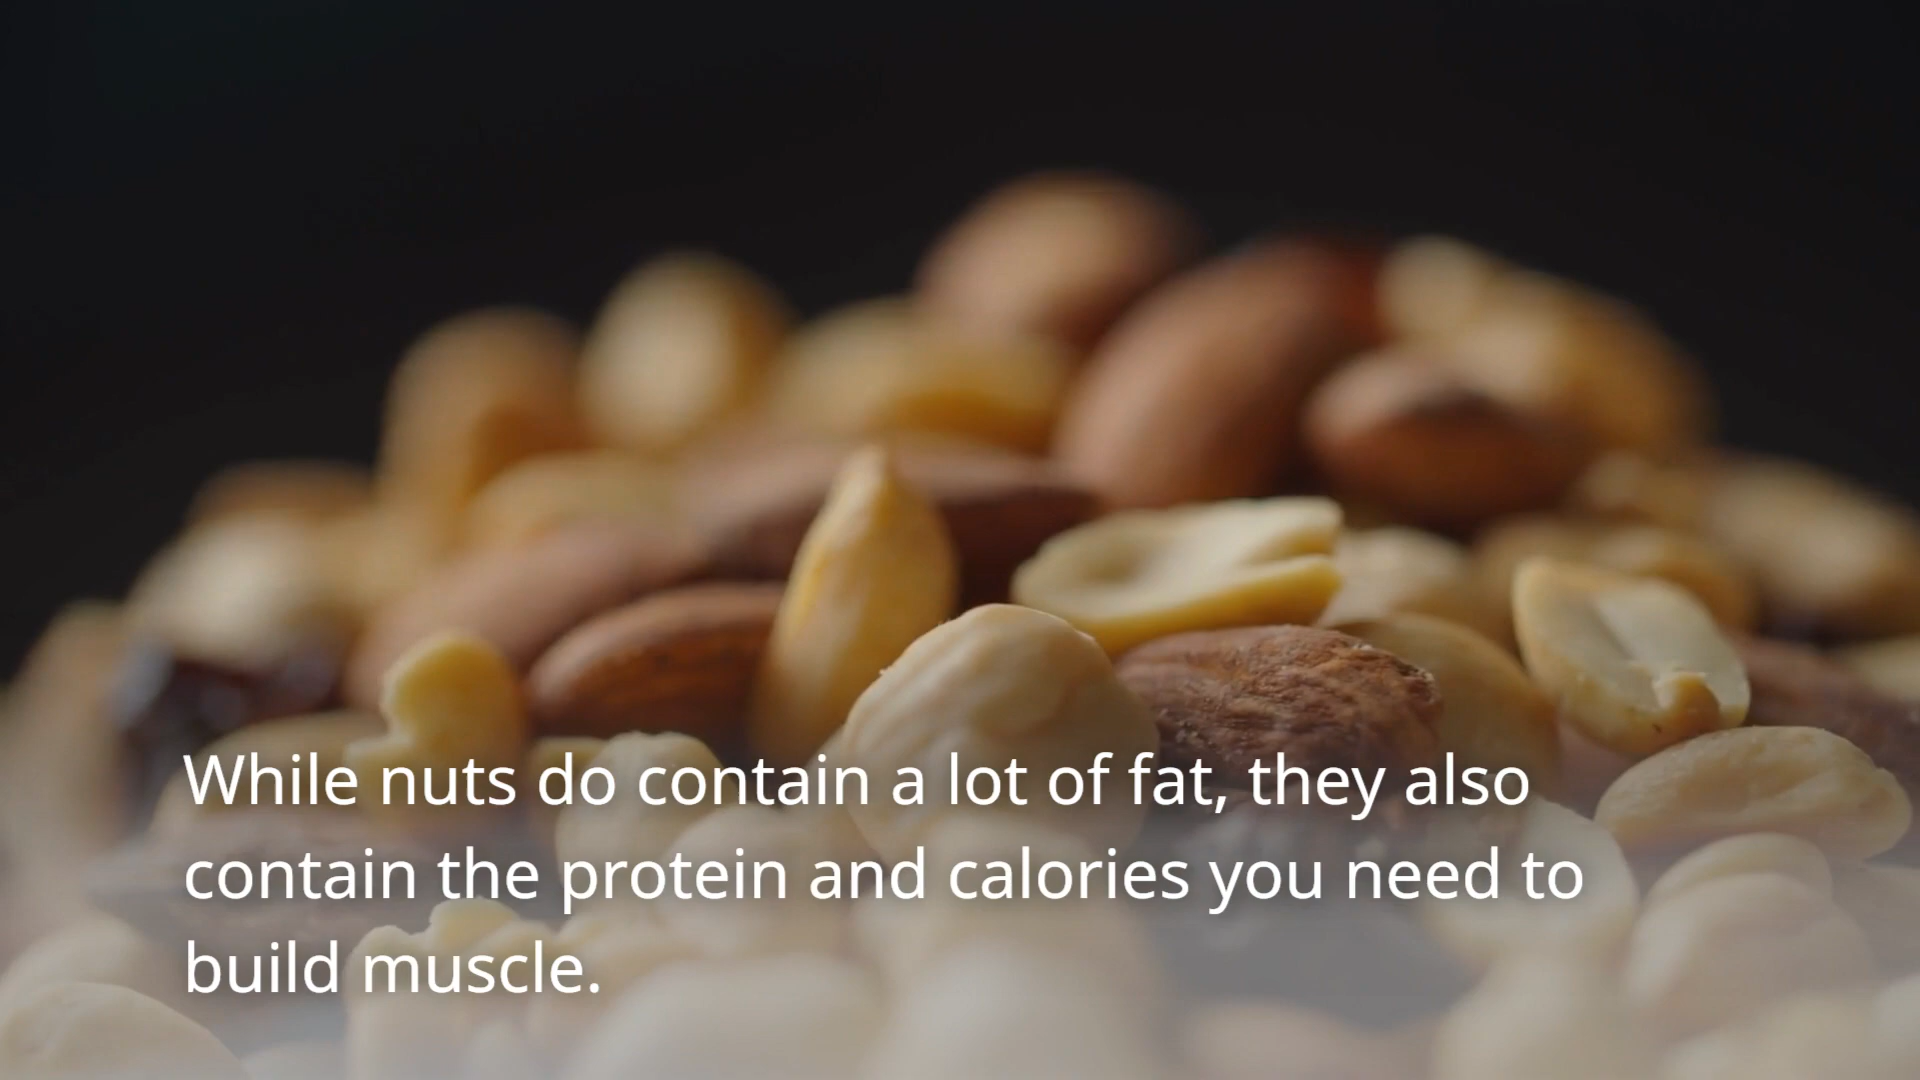 While nuts do contain a lot of fat, they also
contain the protein and calories you need to
build muscle.